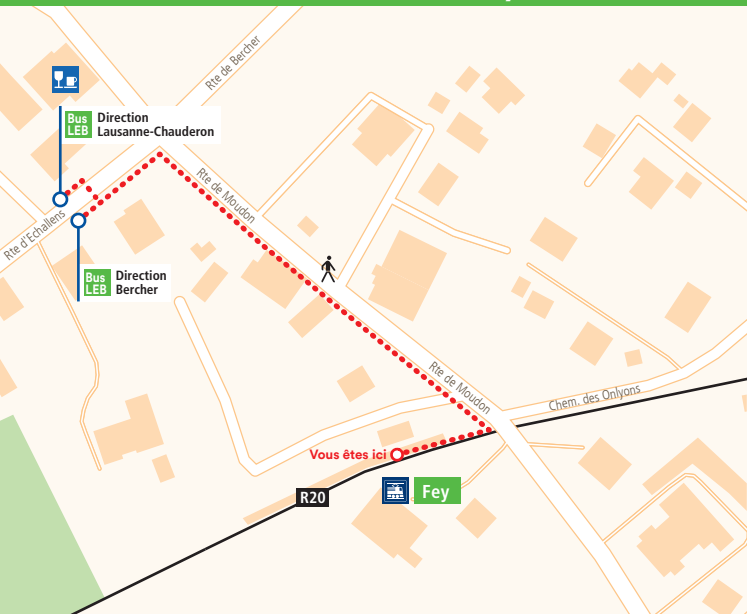 Rte de Bercher
Bus
LEB
Direction
Lausanne-Chauderon
Rte de Moudon
Rte d'Echallens
Bus
LEB
Direction
Bercher
Rte de Moudon
Chem. des Onlyons
Vous êtes ici
R20
Fey